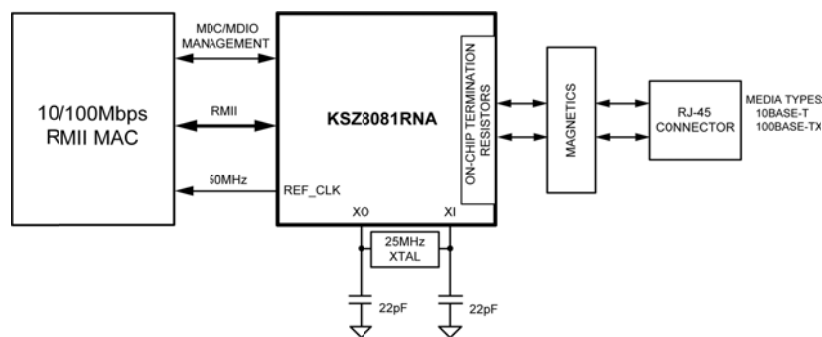 MDC/MDIO
MANAGEMENT
10/100Mbps
RMII MAC
RMII
50MHz
REF_CLK
KSZ8081RNA
XO
XI
ON-CHIP TERMINATION
RESISTORS
25MHz
XTAL
22pF
22pF
MAGNETICS
RJ-45
CONNECTOR
MEDIA TYPES:
10BASE-T
100BASE-TX